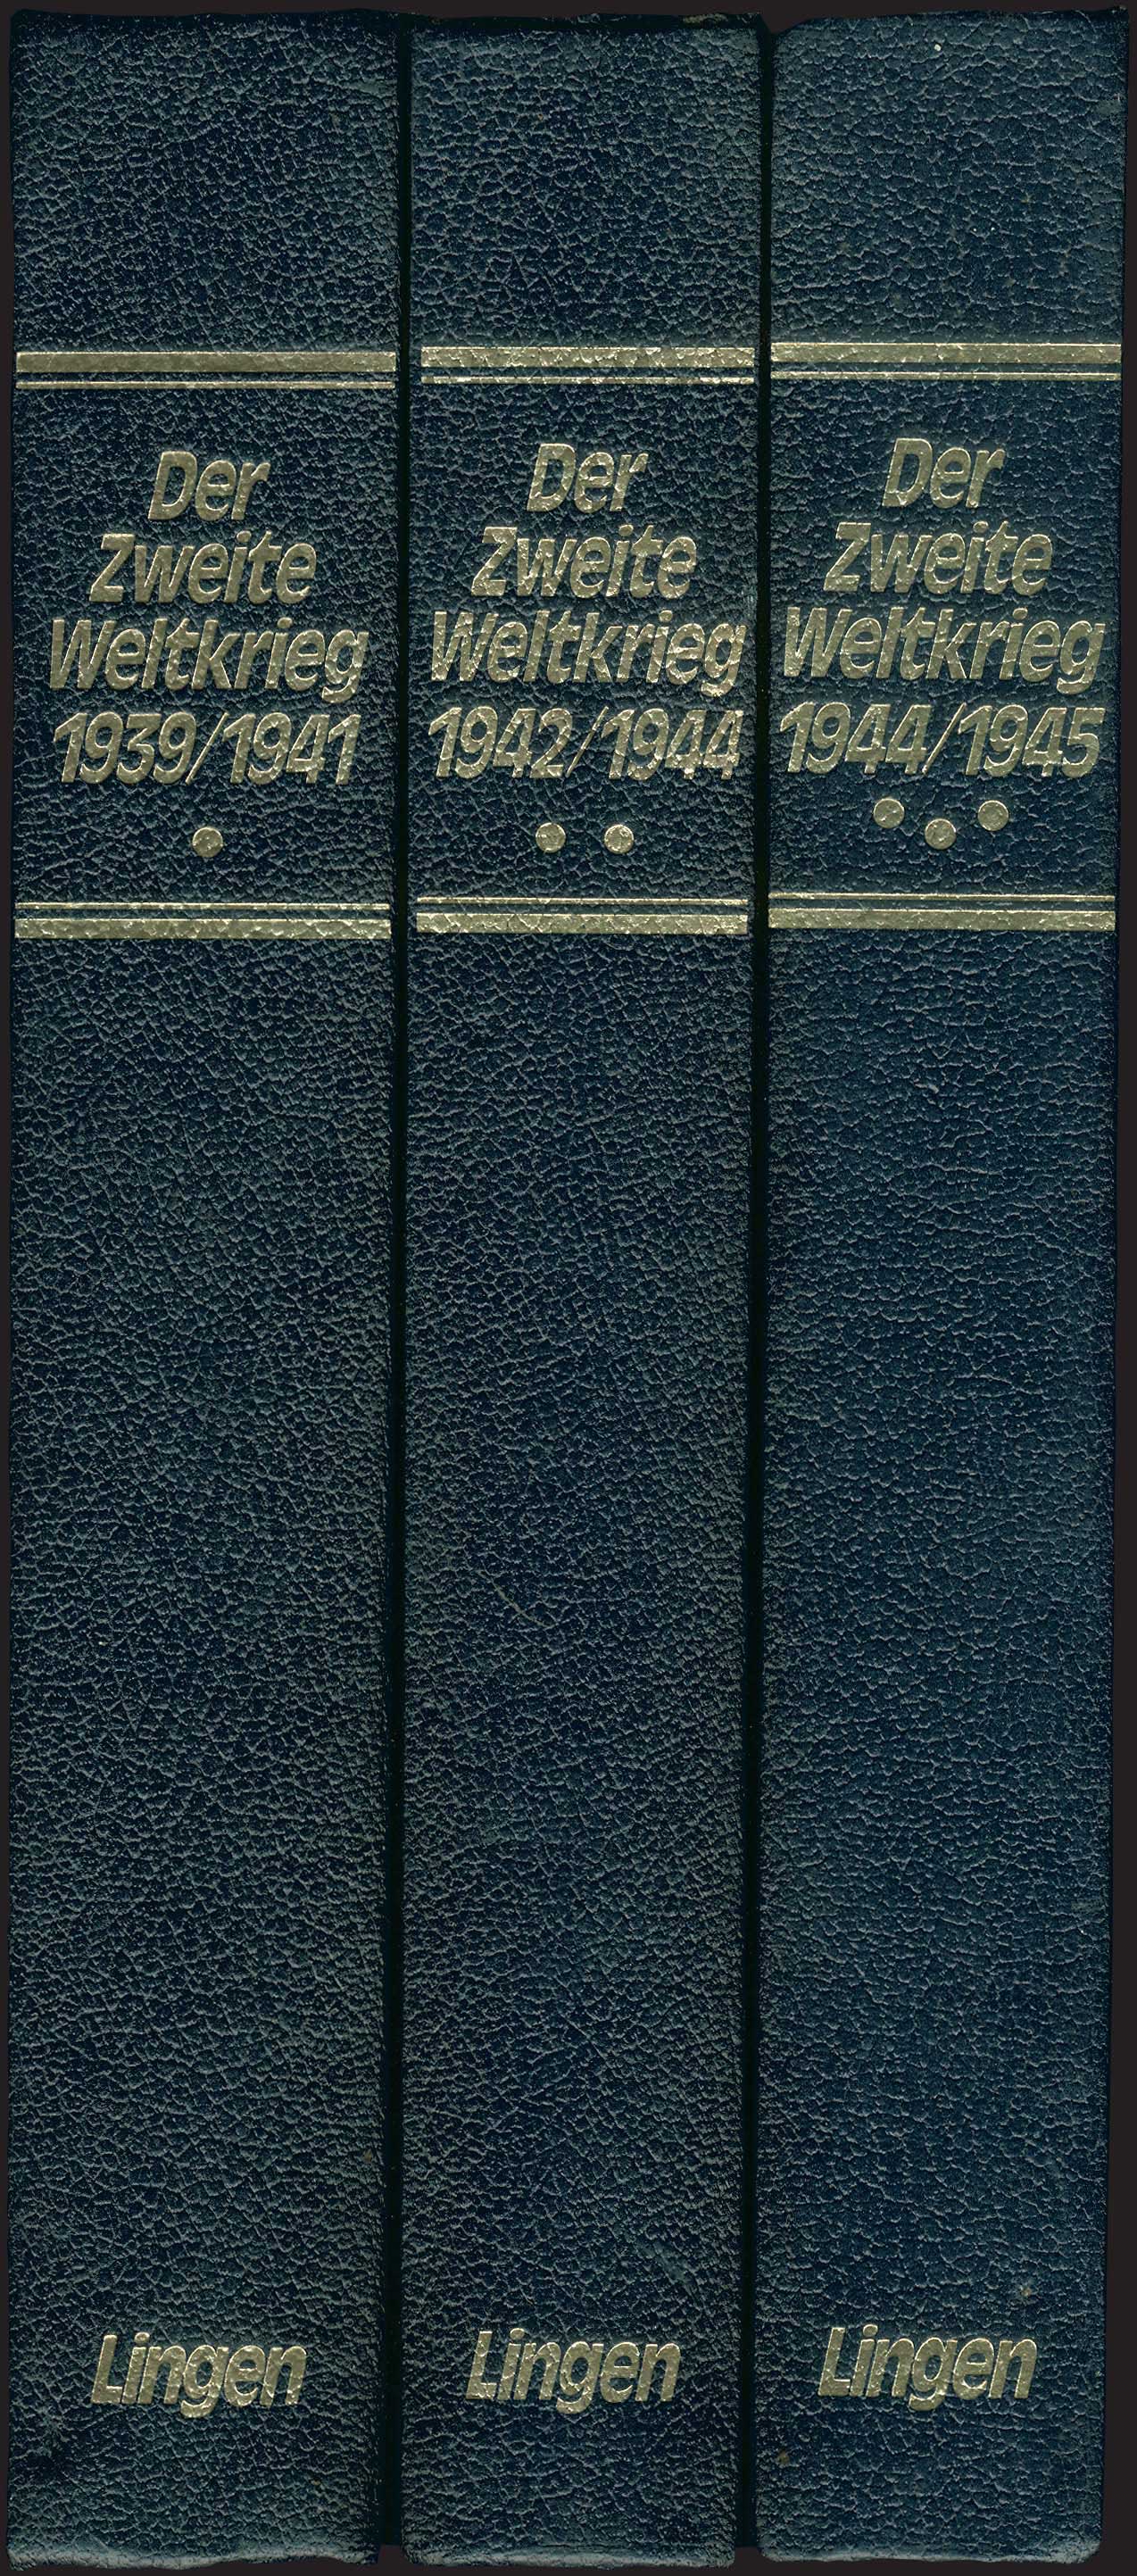 Der
Zweite
Weltkrieg
1939/1941
Lingen
Der
Zweite
Weltkrieg
1942/1944
Lingen
Der
Zweite
Weltkrieg
1944/1945
Lingen